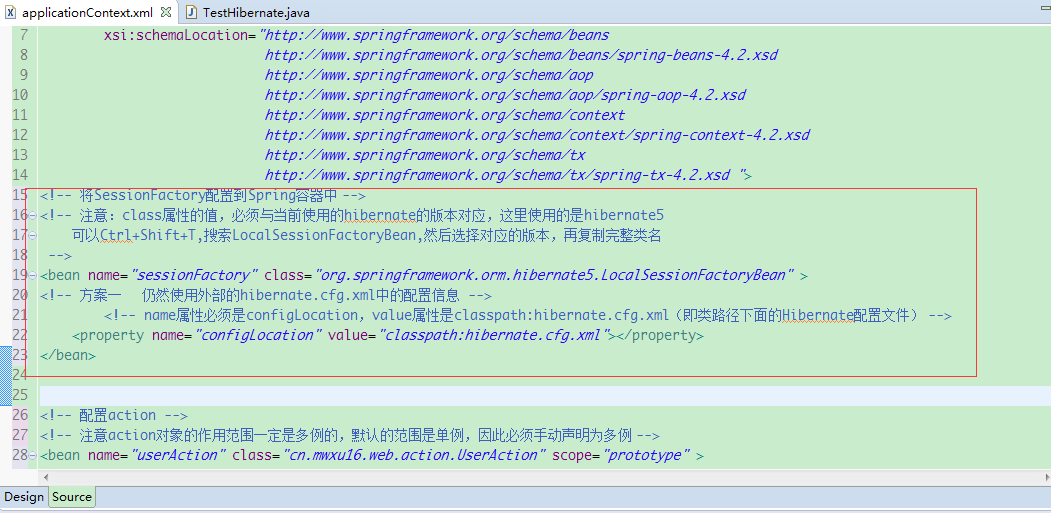 applicationContext.xml TestHibernate.java
7 xsi:schemaLocation="http://www.springframework.org/schema/beans
8 http://www.springframework.org/schema/beans/spring-beans-4.2.xsd
9 http://www.springframework.org/schema/aop
10 http://www.springframework.org/schema/aop/spring-aop-4.2.xsd
11 http://www.springframework.org/schema/context
12 http://www.springframework.org/schema/context/spring-context-4.2.xsd
13 http://www.springframework.org/schema/tx
14 http://www.springframework.org/schema/tx/spring-tx-4.2.xsd ">
15 <!-- 将SessionFactory配置到Spring容器中 -->
16 <!-- 注意：class属性的值，必须与当前使用的hibernate的版本对应，这里使用的是hibernate5
17 可以Ctrl+Shift+T,搜索LocalSessionFactoryBean,然后选择对应的版本，再复制完整类名
18 -->
19 <bean name="sessionFactory" class="org.springframework.orm.hibernate5.LocalSessionFactoryBean" >
20 <!-- 方案一 仍然使用外部的hibernate.cfg.xml中的配置信息 -->
21 <!-- name属性必须是configLocation，value属性是classpath:hibernate.cfg.xml（即类路径下面的Hibernate配置文件） -->
22 <property name="configLocation" value="classpath:hibernate.cfg.xml"></property>
23 </bean>
24
25
26 <!-- 配置action -->
27 <!-- 注意action对象的作用范围一定是多例的，默认的范围是单例，因此必须手动声明为多例 -->
28 <bean name="userAction" class="cn.mwxu16.web.action.UserAction" scope="prototype" >
Design Source